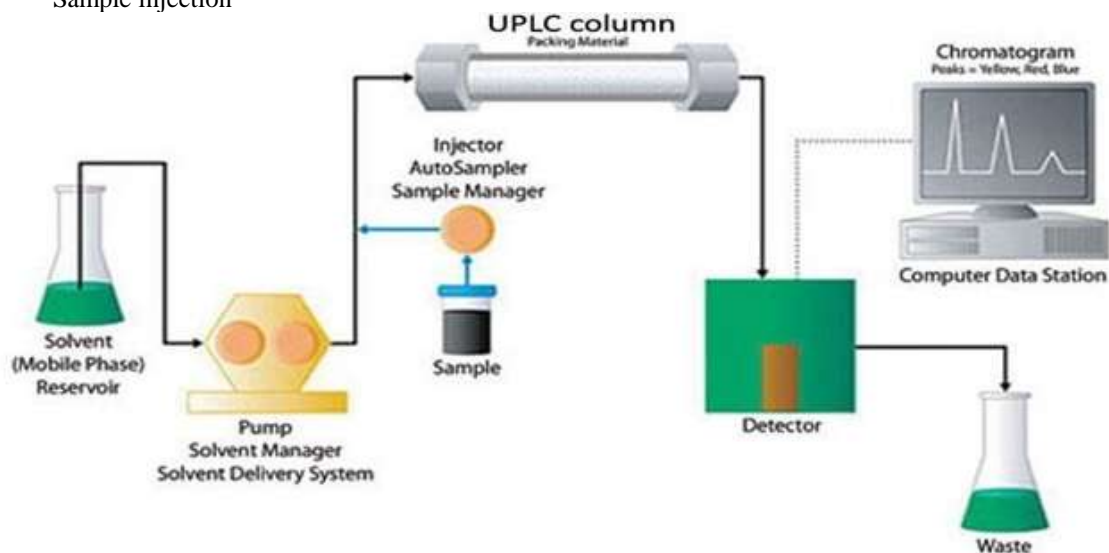 Sample Injection
UPLC column
Packing Material
Chromatogram
Peaks = Yellow, Red, Blue
Injector
AutoSampler
Sample Manager
Solvent
(Mobile Phase)
Reservoir
Sample
Computer Data Station
Pump
Solvent Manager
Solvent Delivery System
Detector
Waste